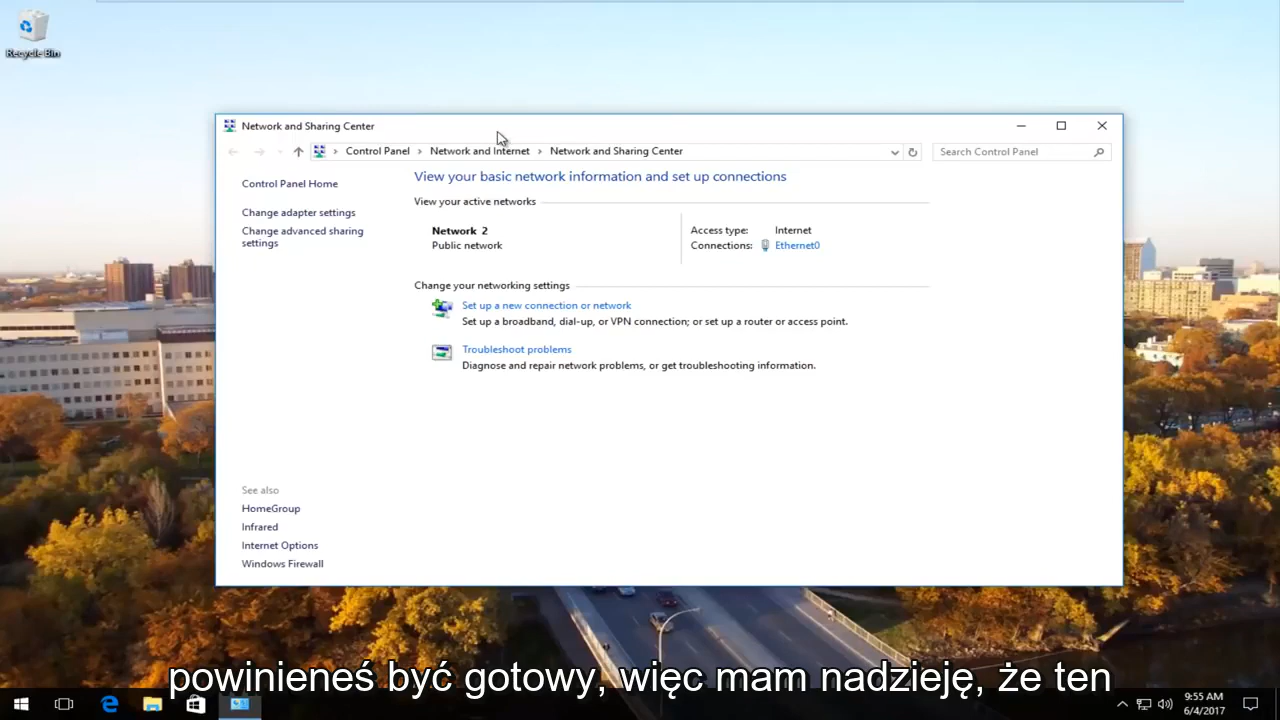 Recycle Bin
Network and Sharing Center
Control Panel > Network and Internet > Network and Sharing Center
Search Control Panel
Control Panel Home
Change adapter settings
Change advanced sharing
settings
View your basic network information and set up connections
View your active networks
Network 2
Public network
Access type: Internet
Connections: Ethernet0
Change your networking settings
Set up a new connection or network
Set up a broadband, dial-up, or VPN connection; or set up a router or access point.
Troubleshoot problems
Diagnose and repair network problems, or get troubleshooting information.
See also
HomeGroup
Infrared
Internet Options
Windows Firewall
powinieneś być gotowy, więc mam nadzieję, że ten
9:55 AM
6/4/2017